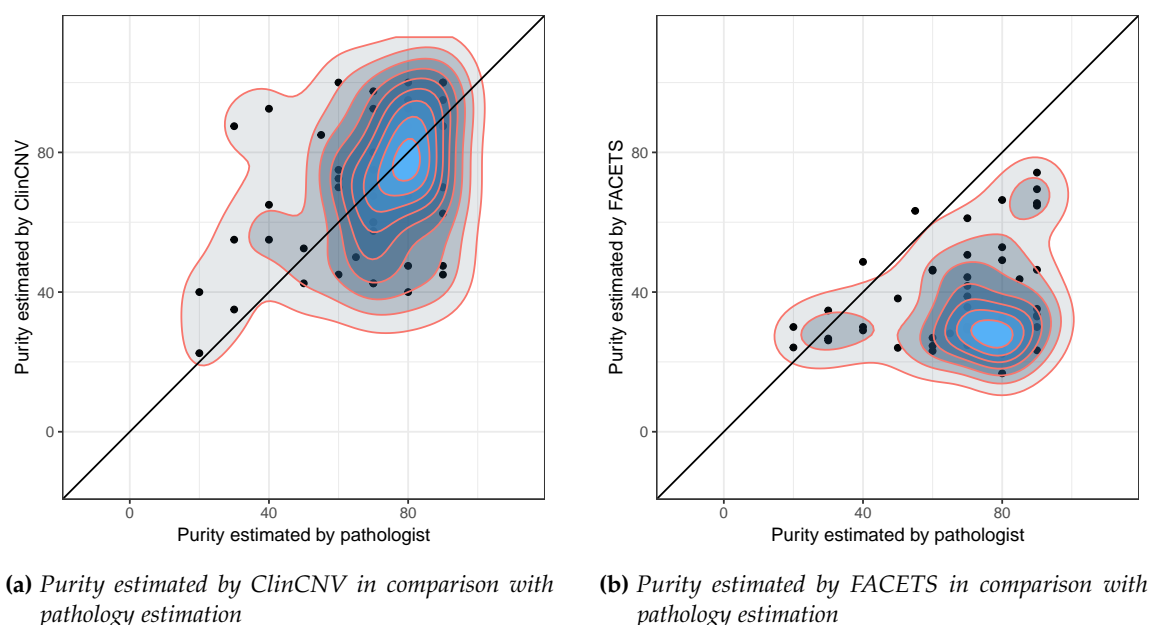 Purity estimated by ClinCNV
80
40
0
0
40
80
Purity estimated by pathologist
(a) Purity estimated by ClinCNV in comparison with
pathology estimation
Purity estimated by FACETS
80
40
0
0
40
80
Purity estimated by pathologist
(b) Purity estimated by FACETS in comparison with
pathology estimation